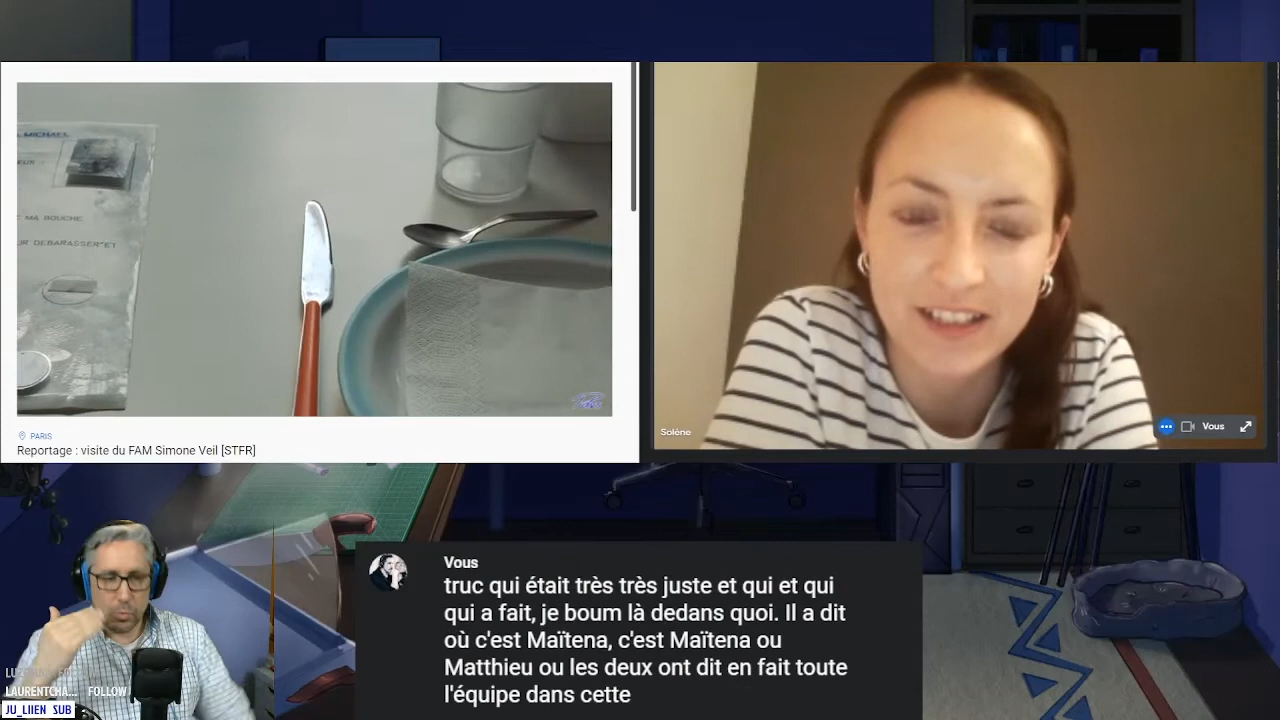 MICHAEL
MA BOUCHE.
PARIS
Reportage : visite du FAM Simone Veil [STFR]
Solène
Vous
Vous
truc qui était très très juste et qui et qui
qui a fait, je boum là dedans quoi. Il a dit
où c'est Maïtena, c'est Maïtena ou
Matthieu ou les deux ont dit en fait toute
l'équipe dans cette
LAURENTCHA... FOLLOW
JU_LIIEN SUB